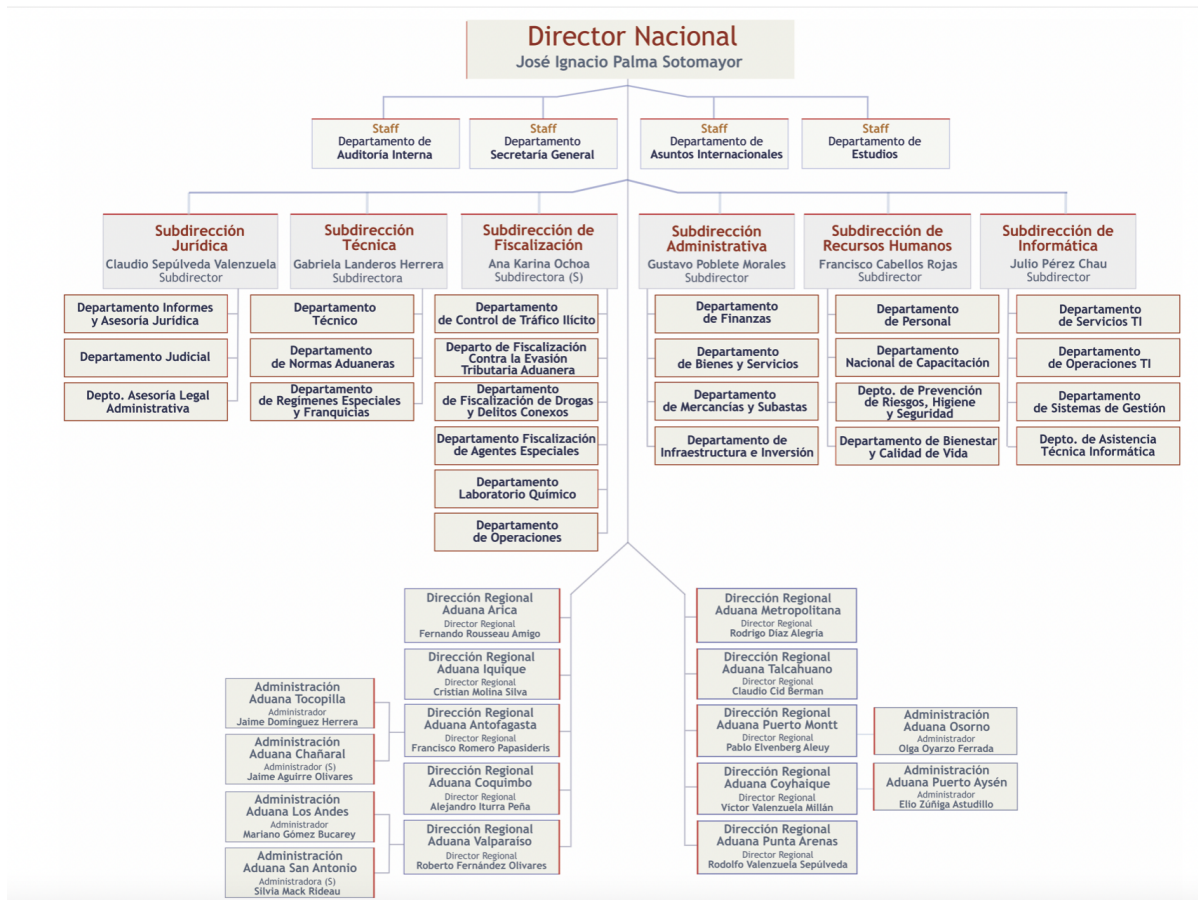 Director Nacional
José Ignacio Palma Sotomayor
Staff
Departamento de
Auditoría Interna
Staff
Departamento
Secretaría General
Staff
Departamento de
Asuntos Internacionales
Staff
Departamento de
Estudios
Subdirección
Jurídica
Claudio Sepúlveda Valenzuela
Subdirector
Subdirección
Técnica
Gabriela Landeros Herrera
Subdirectora
Subdirección de
Fiscalización
Ana Karina Ochoa
Subdirectora (S)
Subdirección
Administrativa
Gustavo Poblete Morales
Subdirector
Subdirección de
Recursos Humanos
Francisco Cabellos Rojas
Subdirector
Subdirección de
Informática
Julio Pérez Chau
Subdirector
Departamento Informes
y Asesoría Jurídica
Departamento Judicial
Depto. Asesoría Legal
Administrativa
Departamento
Técnico
Departamento
de Normas Aduaneras
Departamento
de Regímenes Especiales
y Franquicias
Departamento
de Control de Tráfico Ilícito
Departo de Fiscalización
Contra la Evasión
Tributaria Aduanera
Departamento
de Fiscalización de Drogas
y Delitos Conexos
Departamento Fiscalización
de Agentes Especiales
Departamento
Laboratorio Químico
Departamento
de Operaciones
Departamento
de Finanzas
Departamento
de Bienes y Servicios
Departamento
de Mercancías y Subastas
Departamento de
Infraestructura e Inversión
Departamento
de Personal
Departamento
Nacional de Capacitación
Depto. de Prevención
de Riesgos, Higiene
y Seguridad
Departamento de Bienestar
y Calidad de Vida
Departamento
de Servicios TI
Departamento
de Operaciones TI
Departamento
de Sistemas de Gestión
Depto. de Asistencia
Técnica Informática
Dirección Regional
Aduana Arica
Director Regional
Fernando Rousseau Amigo
Dirección Regional
Aduana Iquique
Director Regional
Cristian Molina Silva
Dirección Regional
Aduana Antofagasta
Director Regional
Francisco Romero Papasideris
Dirección Regional
Aduana Coquimbo
Director Regional
Alejandro Iturra Peña
Dirección Regional
Aduana Valparaiso
Director Regional
Roberto Fernández Olivares
Administración
Aduana Tocopilla
Administrador
Jaime Domínguez Herrera
Administración
Aduana Chañaral
Administrador (S)
Jaime Aguirre Olivares
Administración
Aduana Los Andes
Administrador
Mariano Gómez Bucarey
Administración
Aduana San Antonio
Administradora (S)
Silvia Mack Rideau
Dirección Regional
Aduana Metropolitana
Director Regional
Rodrigo Díaz Alegría
Dirección Regional
Aduana Talcahuano
Director Regional
Claudio Cid Berman
Dirección Regional
Aduana Puerto Montt
Director Regional
Pablo Elvenberg Aleuy
Dirección Regional
Aduana Coyhaique
Director Regional
Victor Valenzuela Millán
Dirección Regional
Aduana Punta Arenas
Director Regional
Rodolfo Valenzuela Sepúlveda
Administración
Aduana Osorno
Administrador
Olga Oyarzo Ferrada
Administración
Aduana Puerto Aysén
Administrador
Elio Zúñiga Astudillo